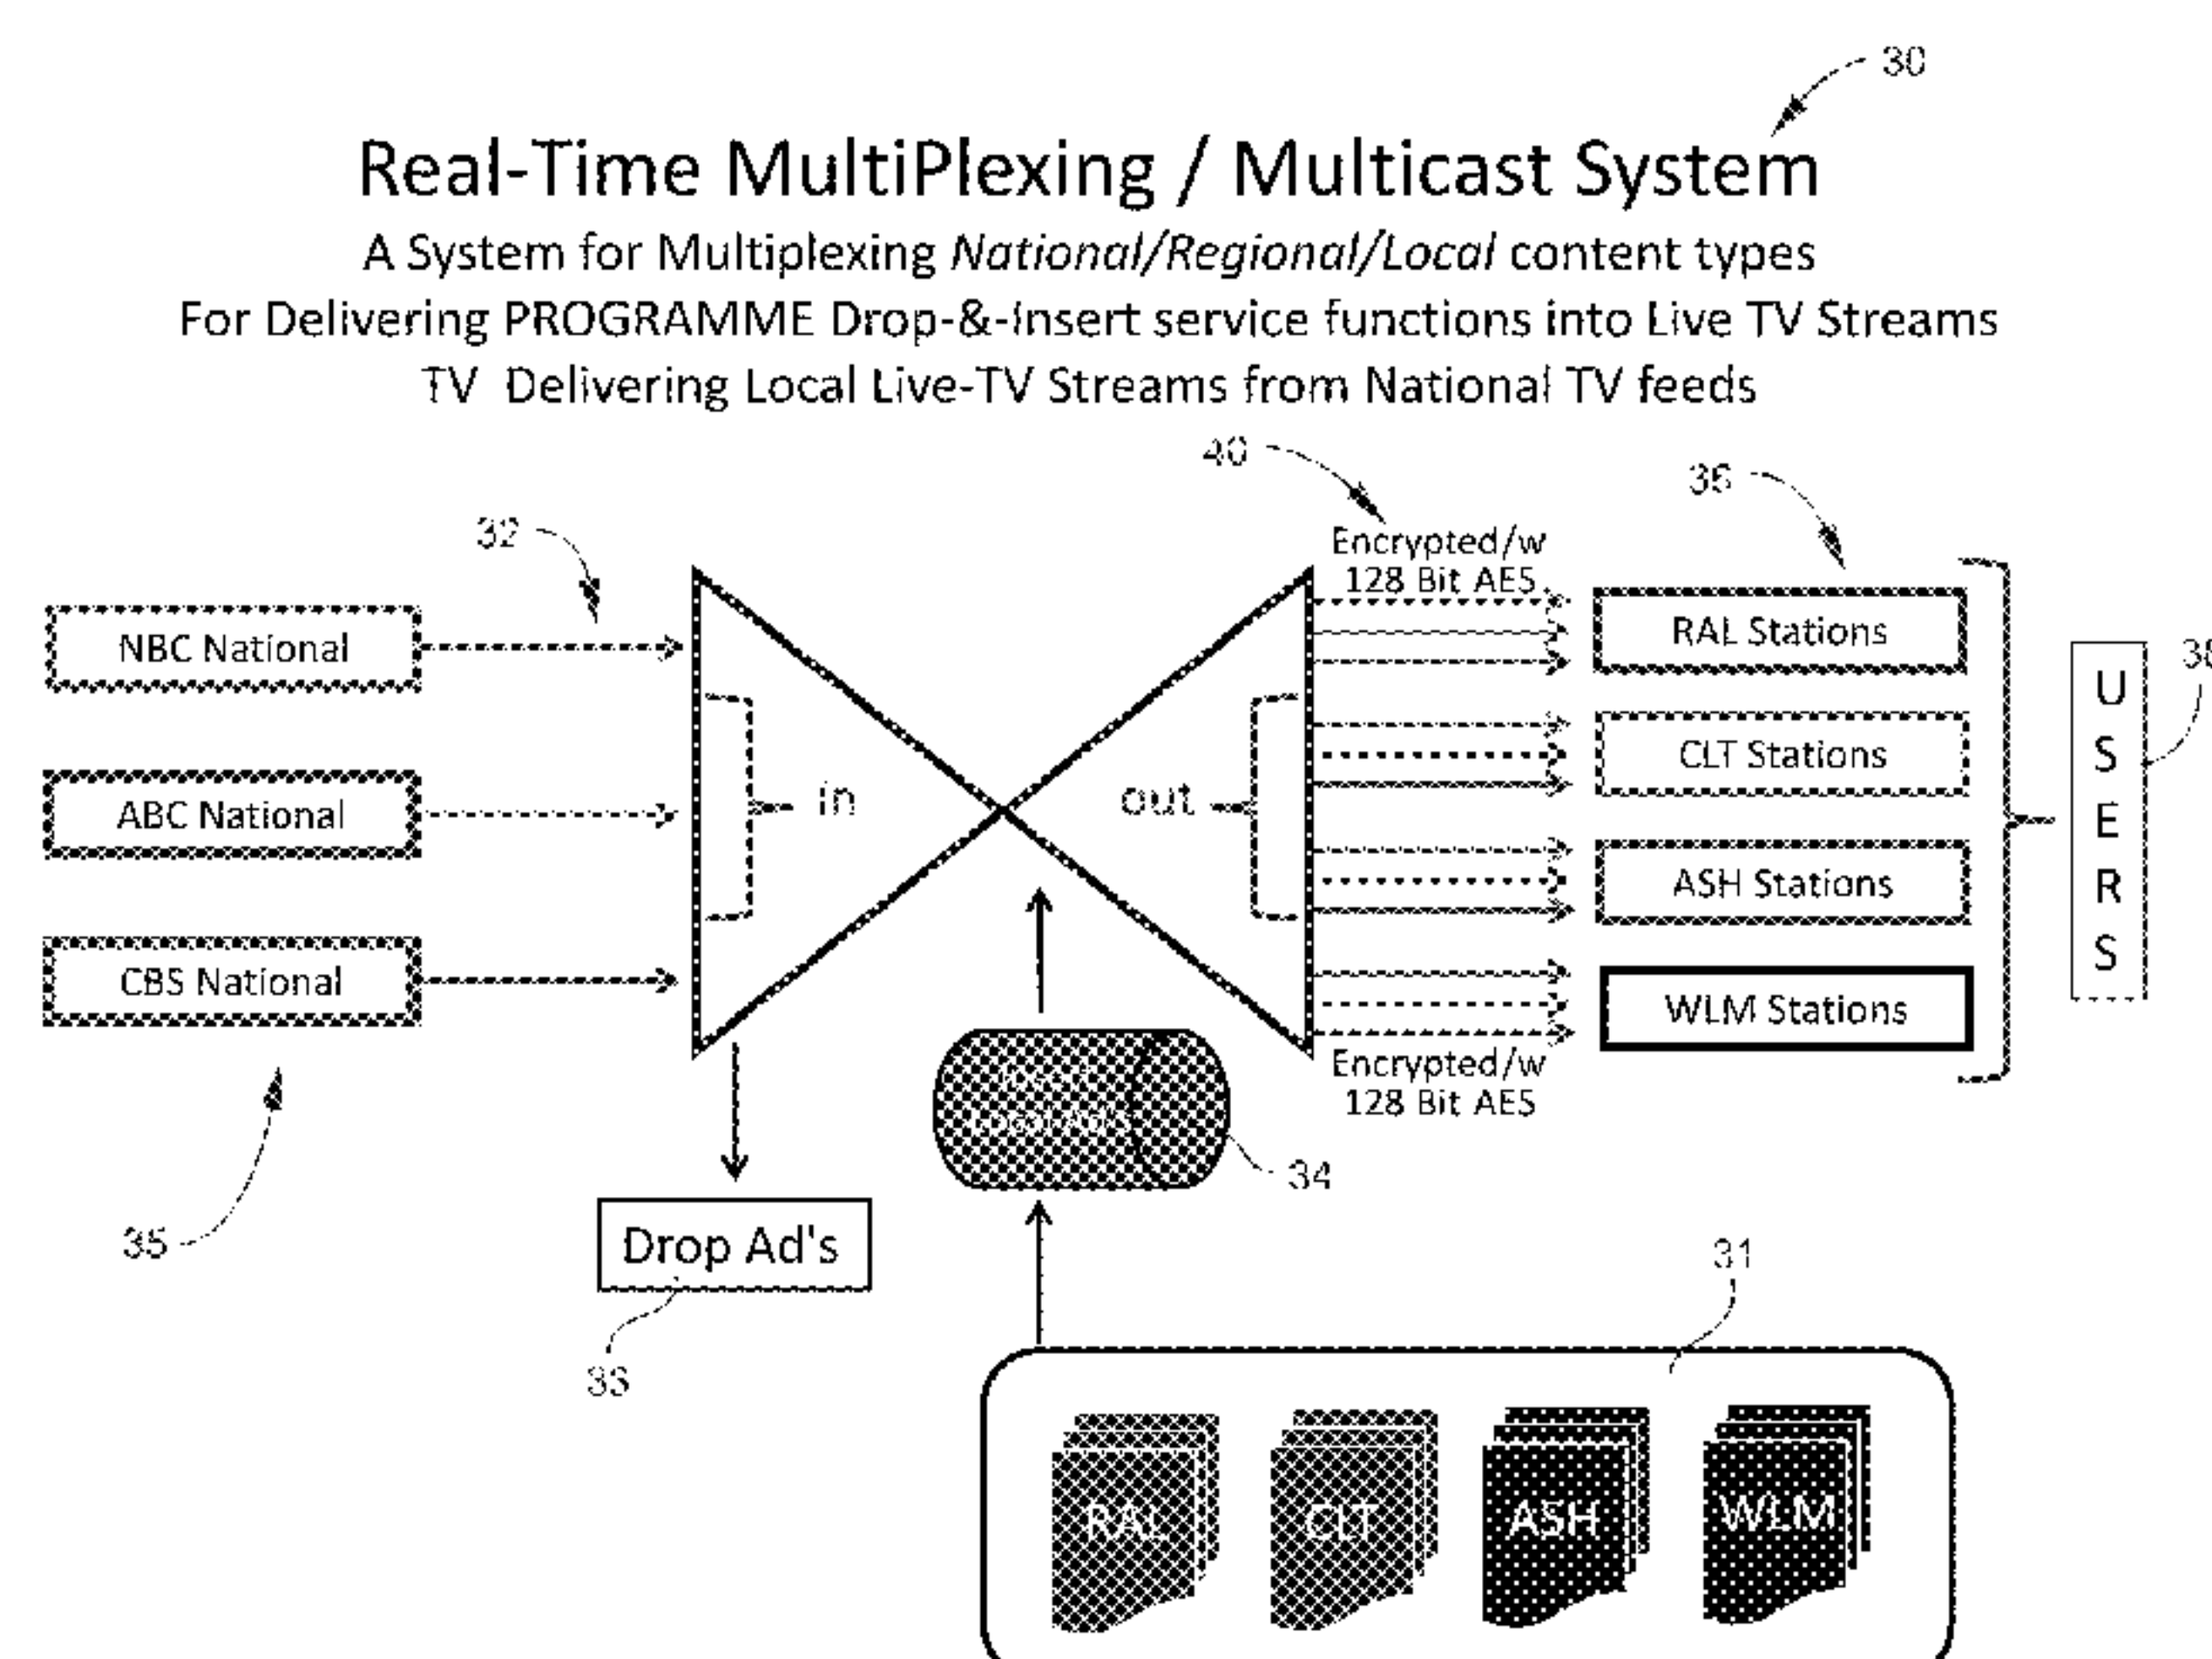 30
Real-Time MultiPlexing / Multicast System
A System for Multiplexing National/Regional/Local content types
For Delivering PROGRAMME Drop-&-Insert service functions into Live TV Streams
TV Delivering Local Live-TV Streams from National TV feeds
40
36
32
Encrypted/w
128 Bit AES
NBC National
RAL Stations
CLT Stations
USERS
ABC National
in
out
ASH Stations
CBS National
WLM Stations
Encrypted/w
128 Bit AES
Local Ad's
34
35
Drop Ad's
33
31
RAL
CLT
ASH
WLM